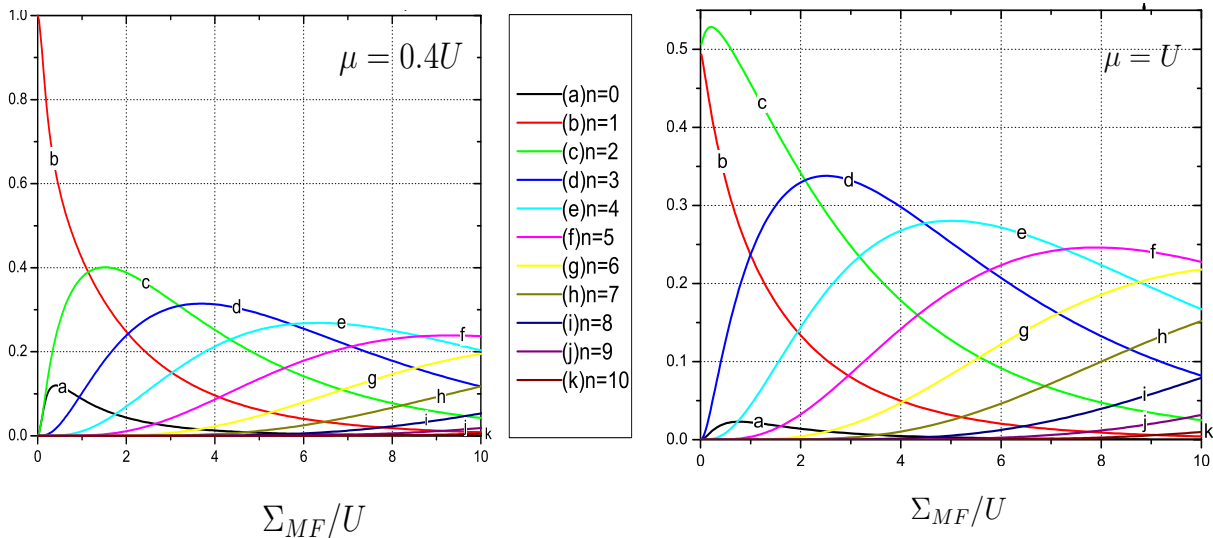 μ = 0.4U
1.0
0.8
0.6
0.4
0.2
0.0
b
c
d
e
f
a
g
h
i
j
k
0
2
4
6
8
10
Σ_MF/U
(a)n=0
(b)n=1
(c)n=2
(d)n=3
(e)n=4
(f)n=5
(g)n=6
(h)n=7
(i)n=8
(j)n=9
(k)n=10
μ = U
0.5
0.4
0.3
0.2
0.1
0.0
c
b
d
e
f
g
h
a
i
j
k
0
2
4
6
8
10
Σ_MF/U